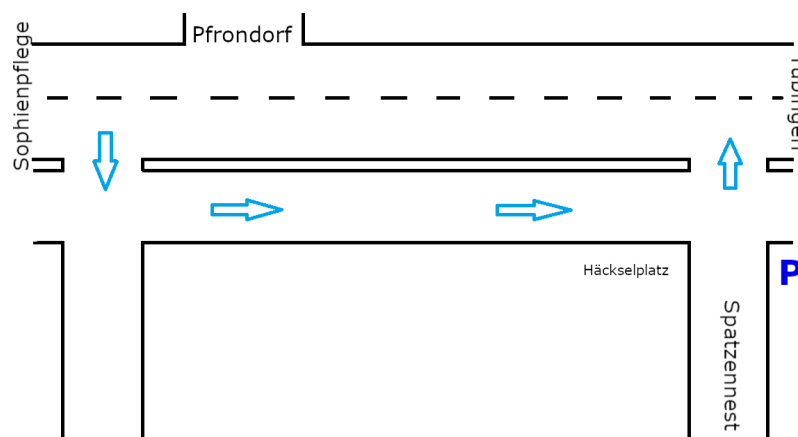 Pfrondorf
Sophienpflege
Häckselplatz
P
Spatzennest